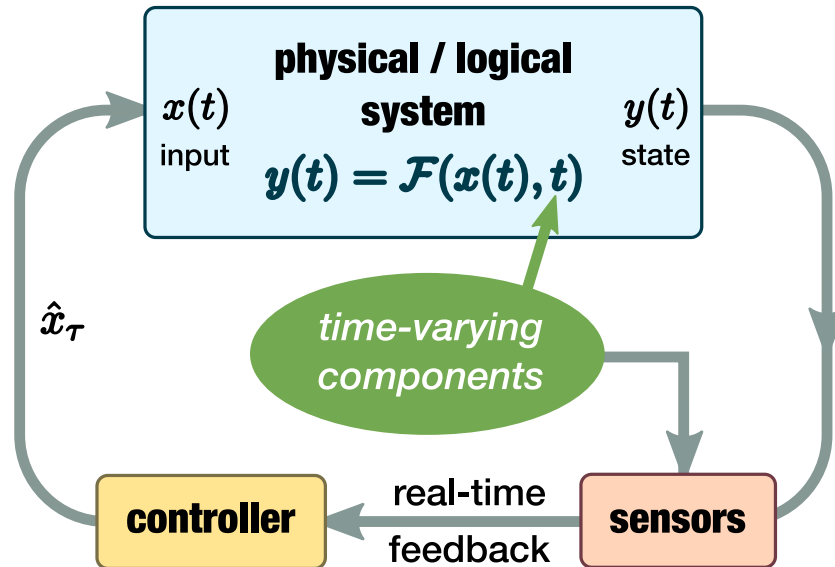 physical / logical
system
x(t)
input
y(t)
state
y(t) = ℱ(x(t), t)
time-varying
components
x̂_τ
controller
real-time
feedback
sensors